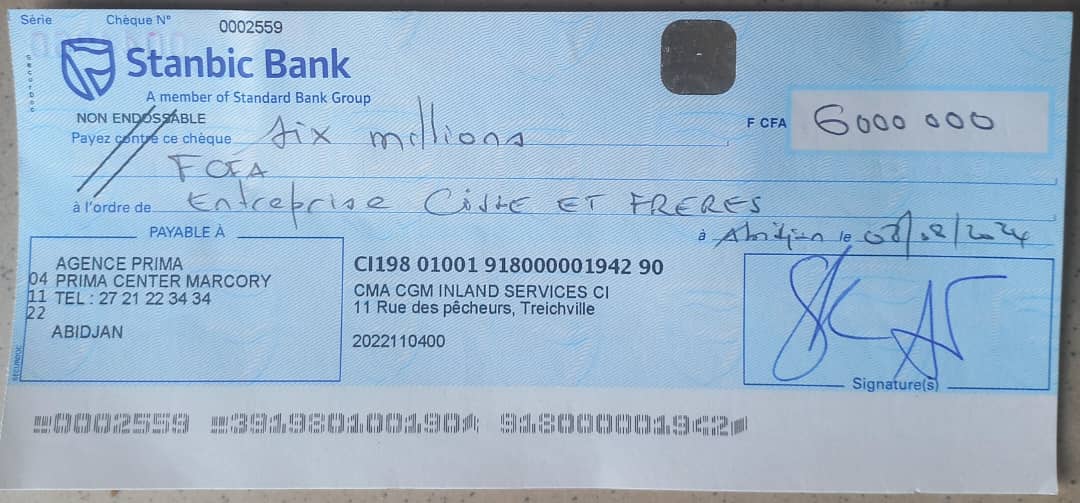 Série Chèque N° 0002559
Stanbic Bank
A member of Standard Bank Group
NON ENDOSSABLE
Payez contre ce chèque six millions
F CFA 6000 000
FCFA
à l'ordre de Entreprise Cisse ET FRERES
à Abidjan le 08/08/2024
PAYABLE À
AGENCE PRIMA
04 PRIMA CENTER MARCORY
11 TEL : 27 21 22 34 34
22
ABIDJAN
CI198 01001 918000001942 90
CMA CGM INLAND SERVICES CI
11 Rue des pêcheurs, Treichville
2022110400
Signature(s)
0002559 391980100190 918000001942